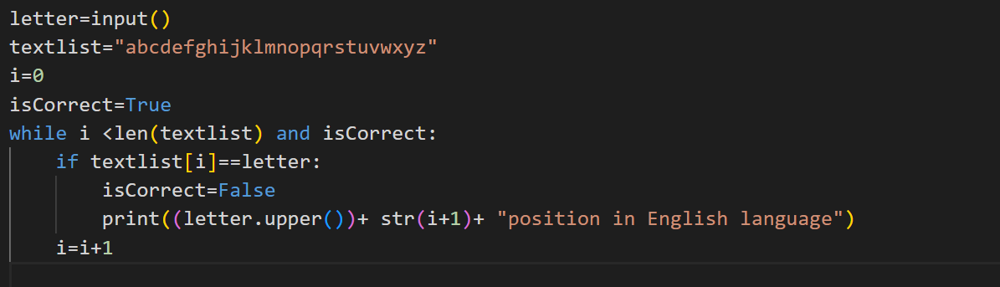 letter=input()
textlist="abcdefghijklmnopqrstuvwxyz"
i=0
isCorrect=True
while i <len(textlist) and isCorrect:
    if textlist[i]==letter:
        isCorrect=False
        print((letter.upper())+ str(i+1)+ "position in English language")
    i=i+1